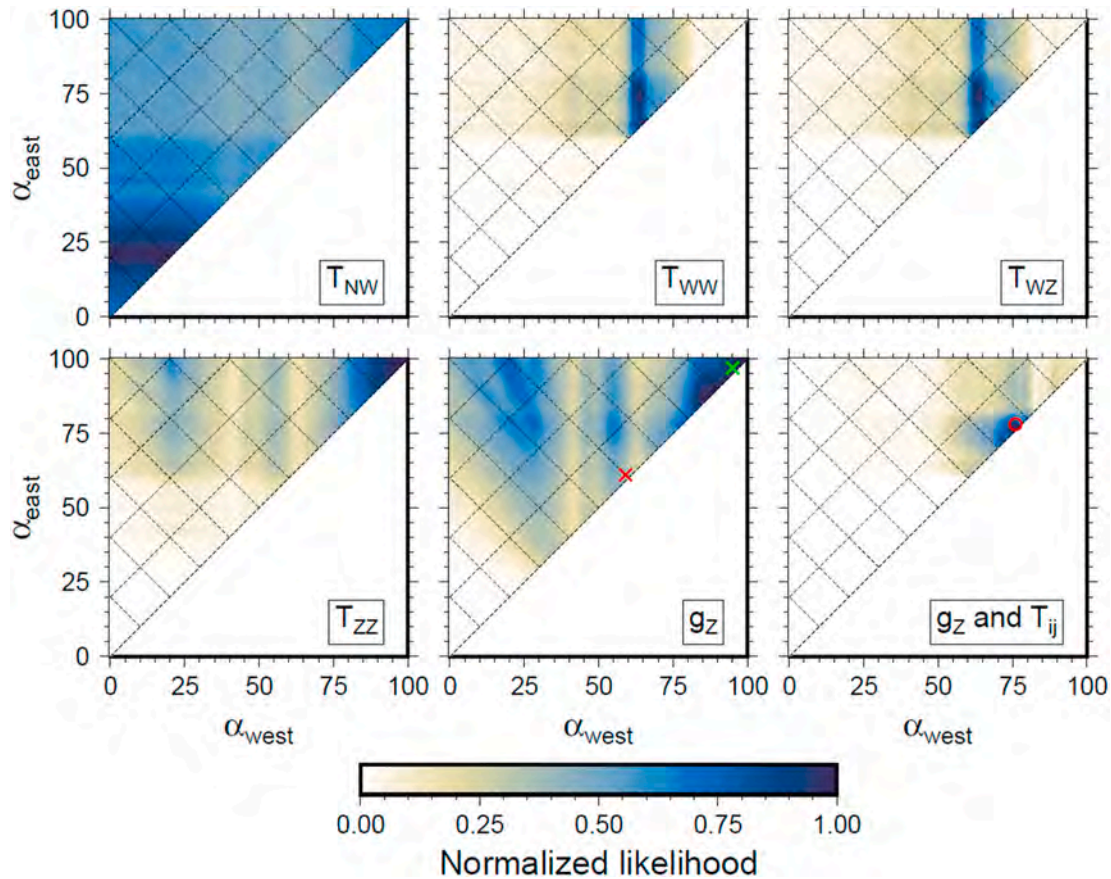 100
75
50
25
0
α_east
T_NW
T_WW
T_WZ
100
75
50
25
0
α_east
T_ZZ
g_Z
g_Z and T_ij
0 25 50 75 100
0 25 50 75 100
0 25 50 75 100
α_west
α_west
α_west
0.00 0.25 0.50 0.75 1.00
Normalized likelihood